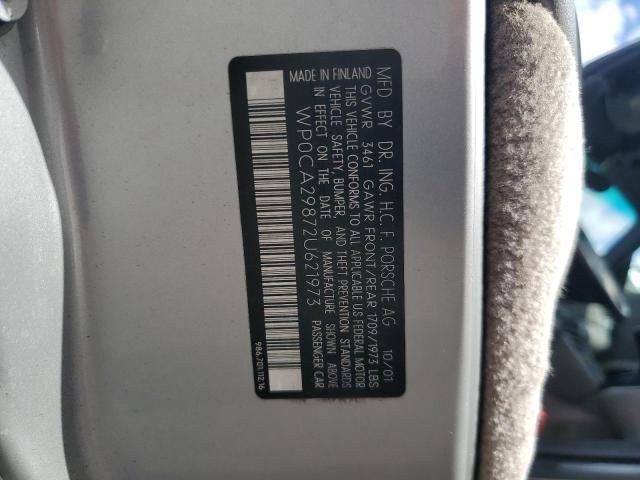 MFD BY DR. ING. H.C. F. PORSCHE AG 10/01
GVWR 3461 GAWR FRONT/REAR 1709/1973 LBS
THIS VEHICLE CONFORMS TO ALL APPLICABLE US FEDERAL MOTOR
VEHICLE SAFETY, BUMPER, AND THEFT PREVENTION STANDARDS
IN EFFECT ON THE DATE OF MANUFACTURE SHOWN ABOVE
MADE IN FINLAND
WP0CA29872U621973
PASSENGER CAR
986.701.112.16